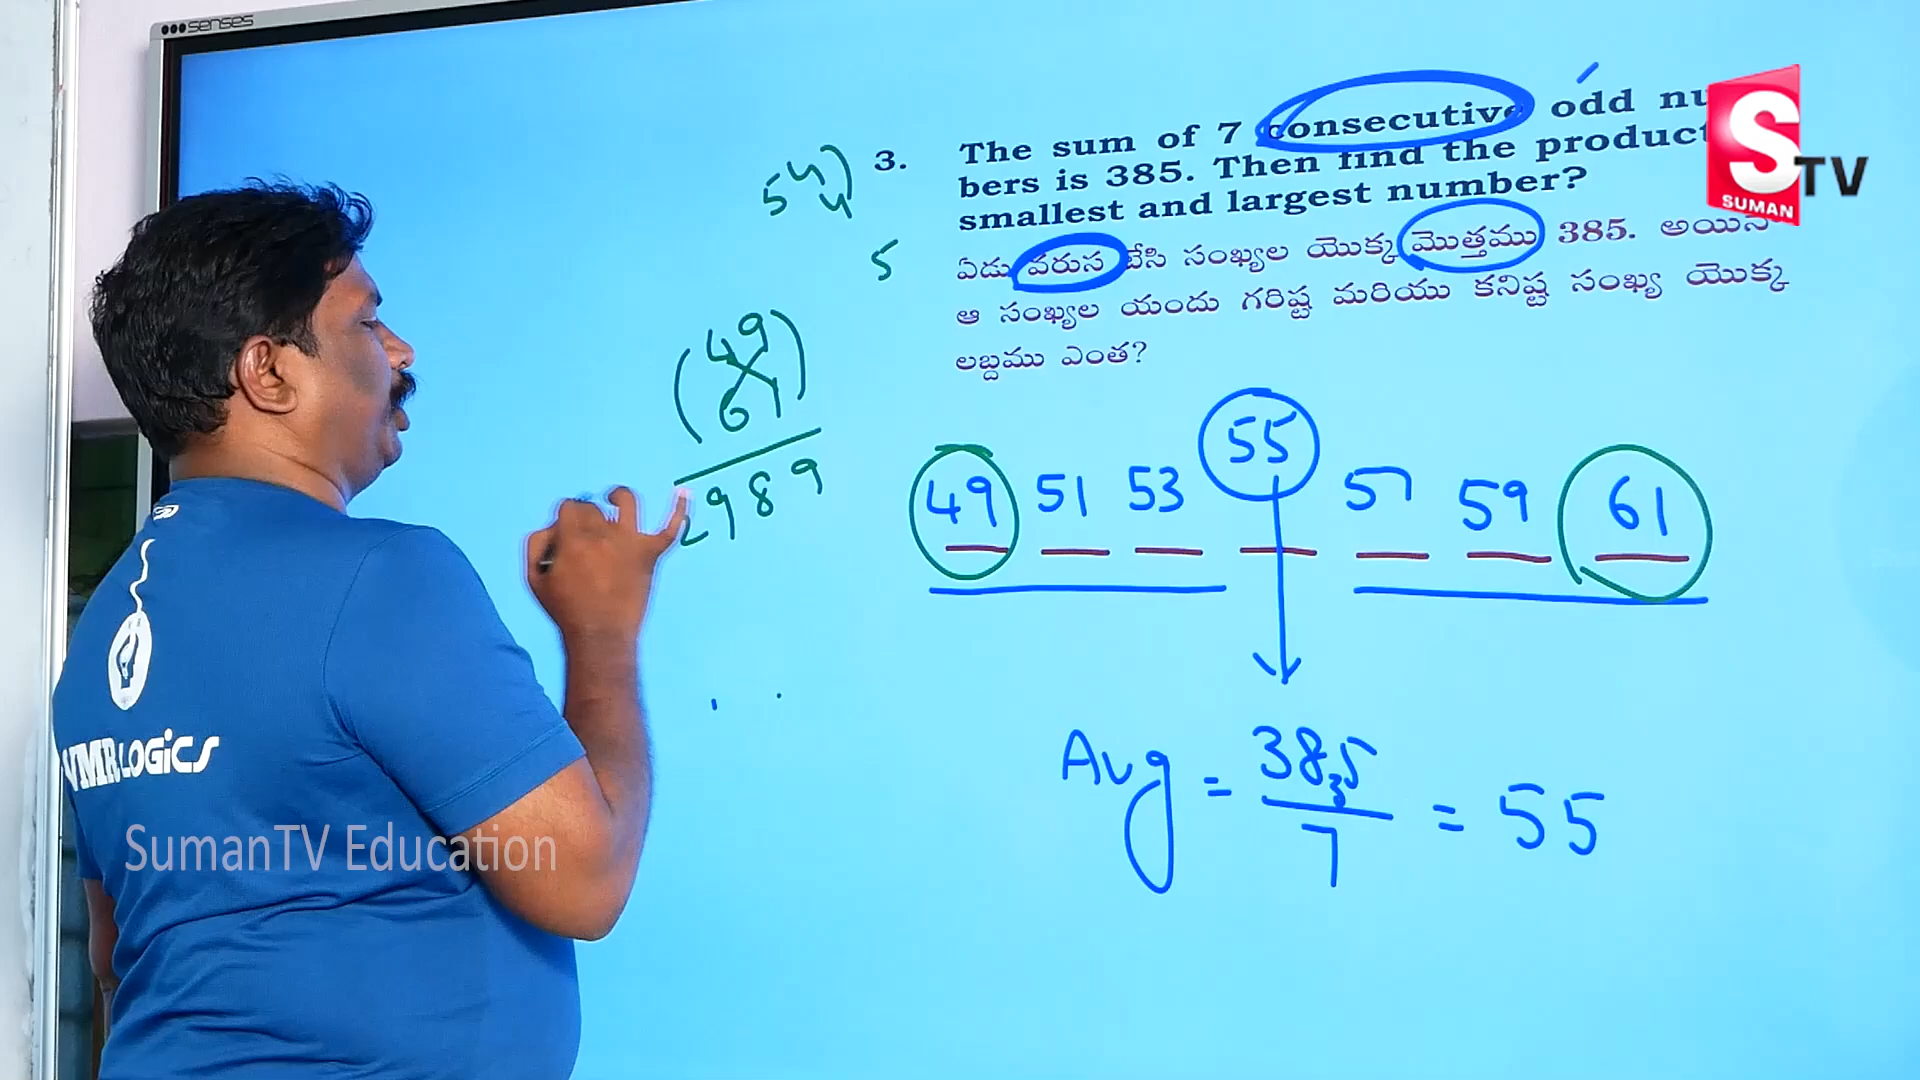 senses
3. The sum of 7 consecutive odd nu
bers is 385. Then find the product
smallest and largest number?
ఏడు వరుస బేసి సంఖ్యల యొక్క మొత్తము 385. అయిన
ఆ సంఖ్యల యందు గరిష్ట మరియు కనిష్ట సంఖ్య యొక్క
లబ్దము ఎంత?
S TV
SUMAN
5
49
61
2989
49 51 53 55 57 59 61
Avg = 385/7 = 55
VMR LOGiCS
SumanTV Education